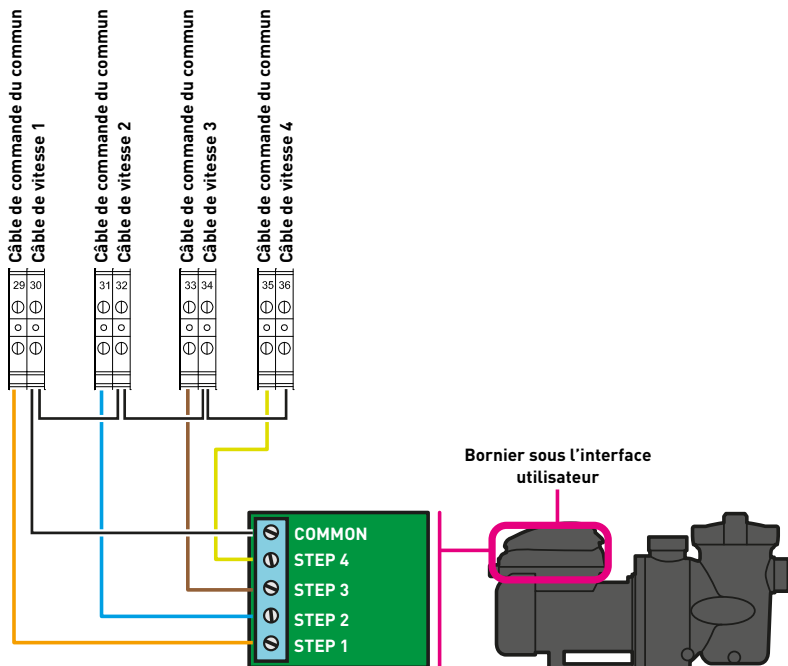 Câble de commande du commun
Câble de vitesse 1
Câble de commande du commun
Câble de vitesse 2
Câble de commande du commun
Câble de vitesse 3
Câble de commande du commun
Câble de vitesse 4
29 30
31 32
33 34
35 36
Bornier sous l’interface
utilisateur
COMMON
STEP 4
STEP 3
STEP 2
STEP 1